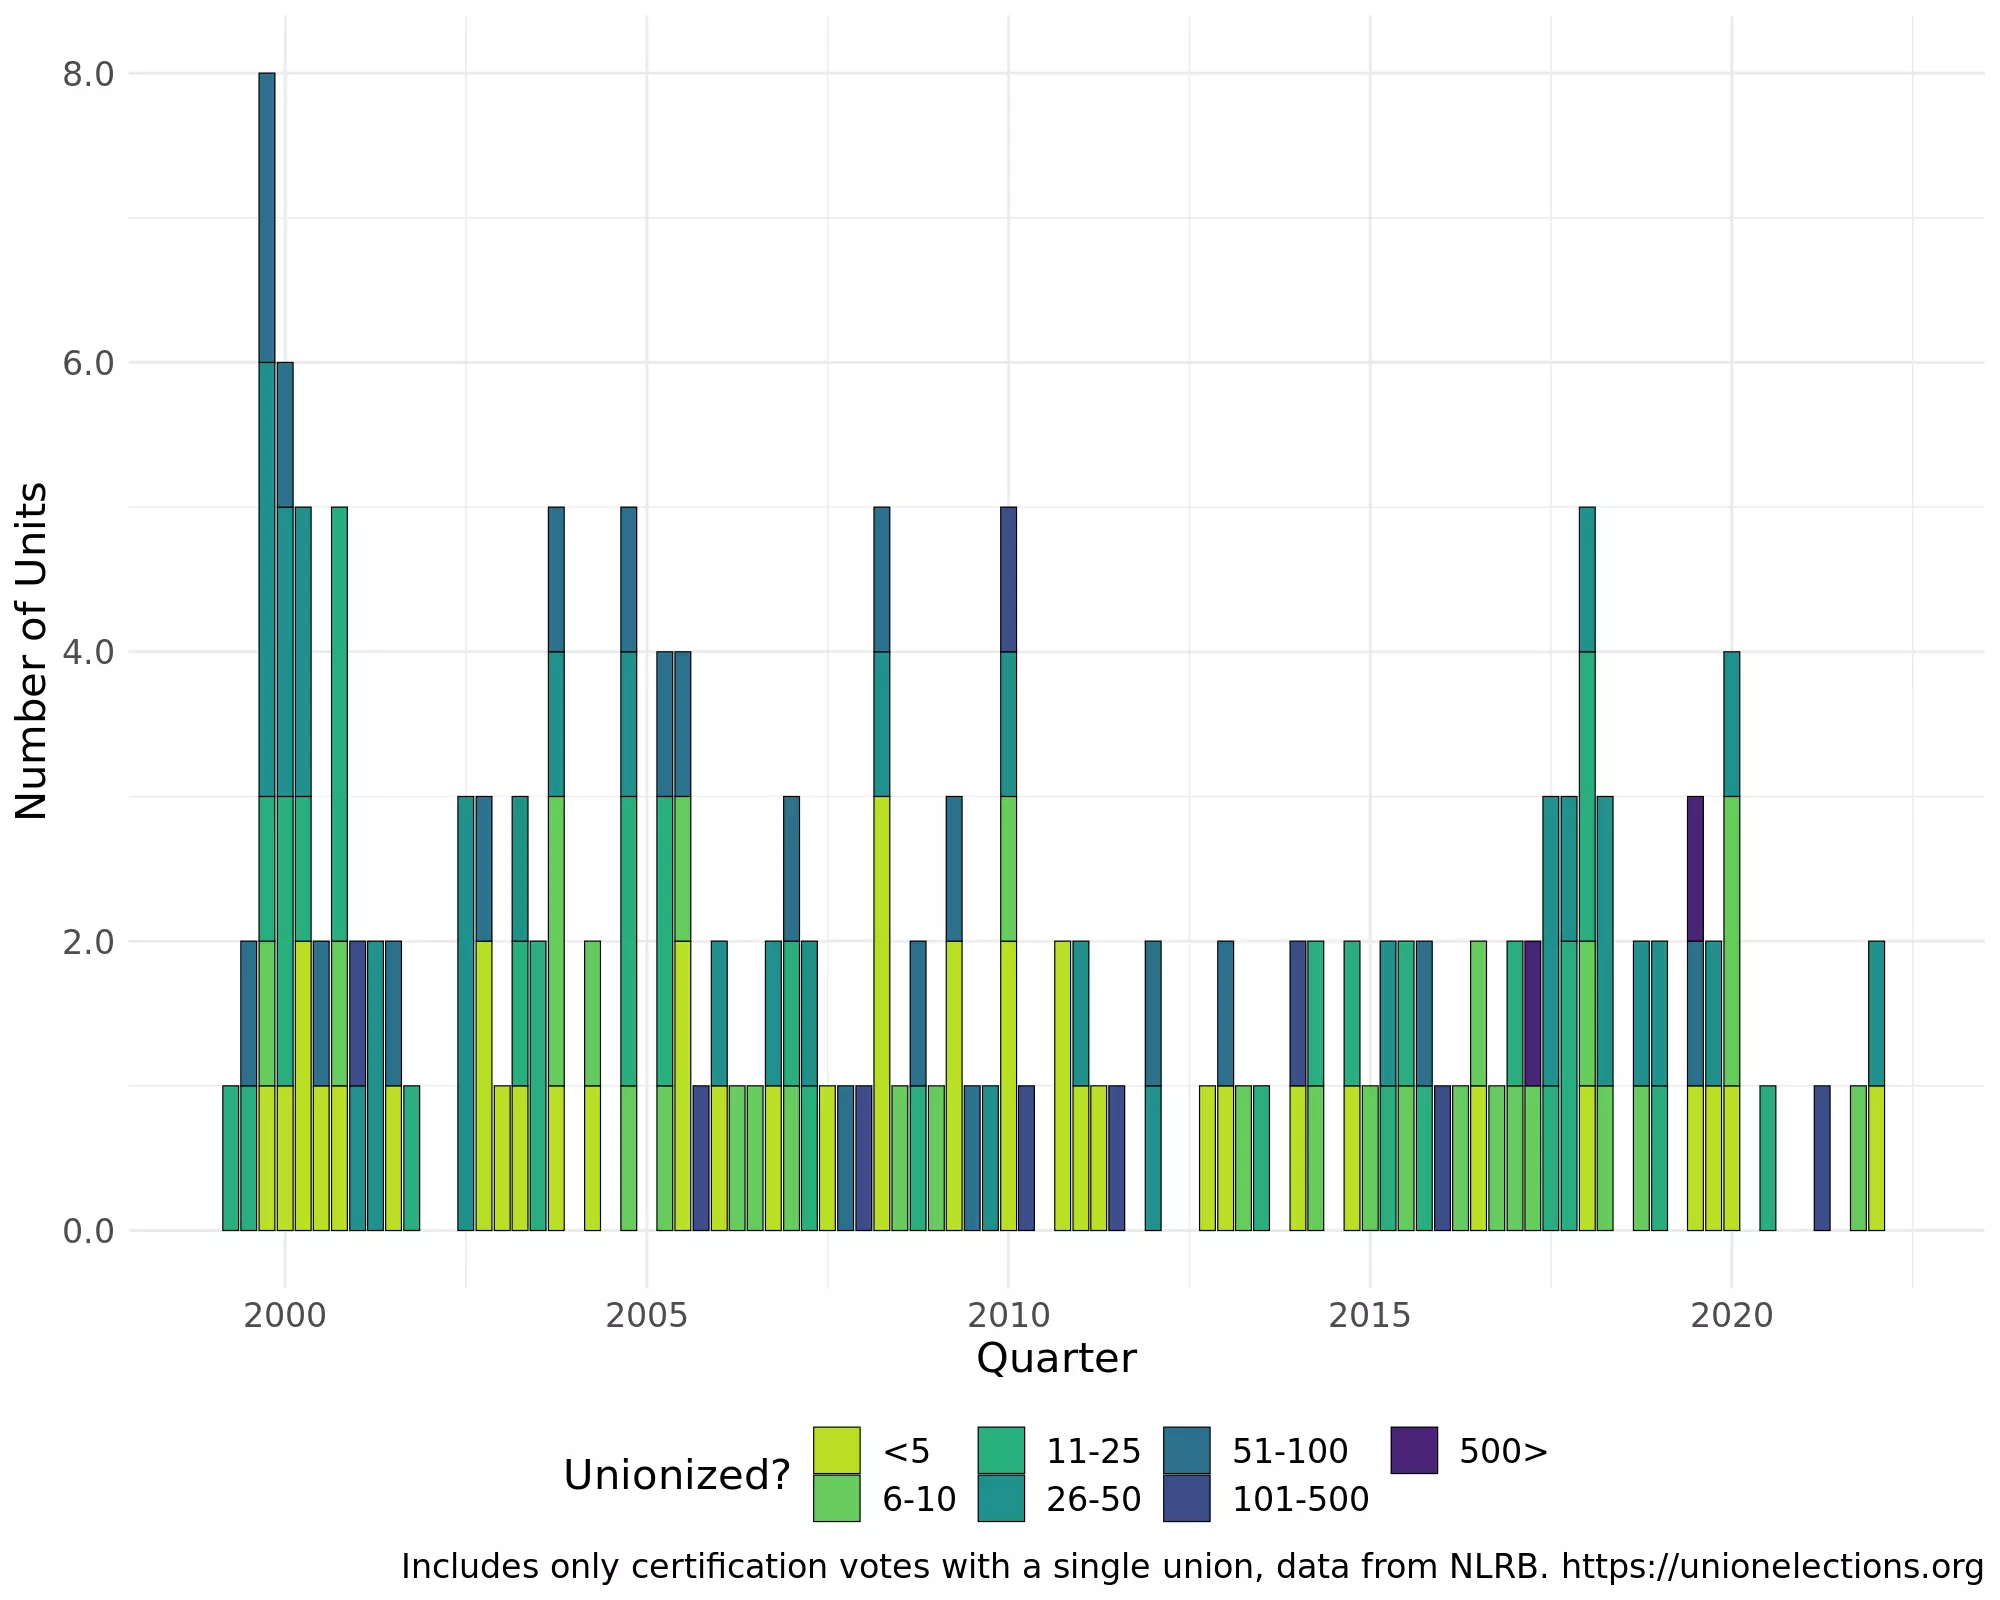 8.0
6.0
4.0
2.0
0.0
Number of Units
2000 2005 2010 2015 2020
Quarter
Unionized?
<5 11-25 51-100 500>
6-10 26-50 101-500
Includes only certification votes with a single union, data from NLRB. https://unionelections.org